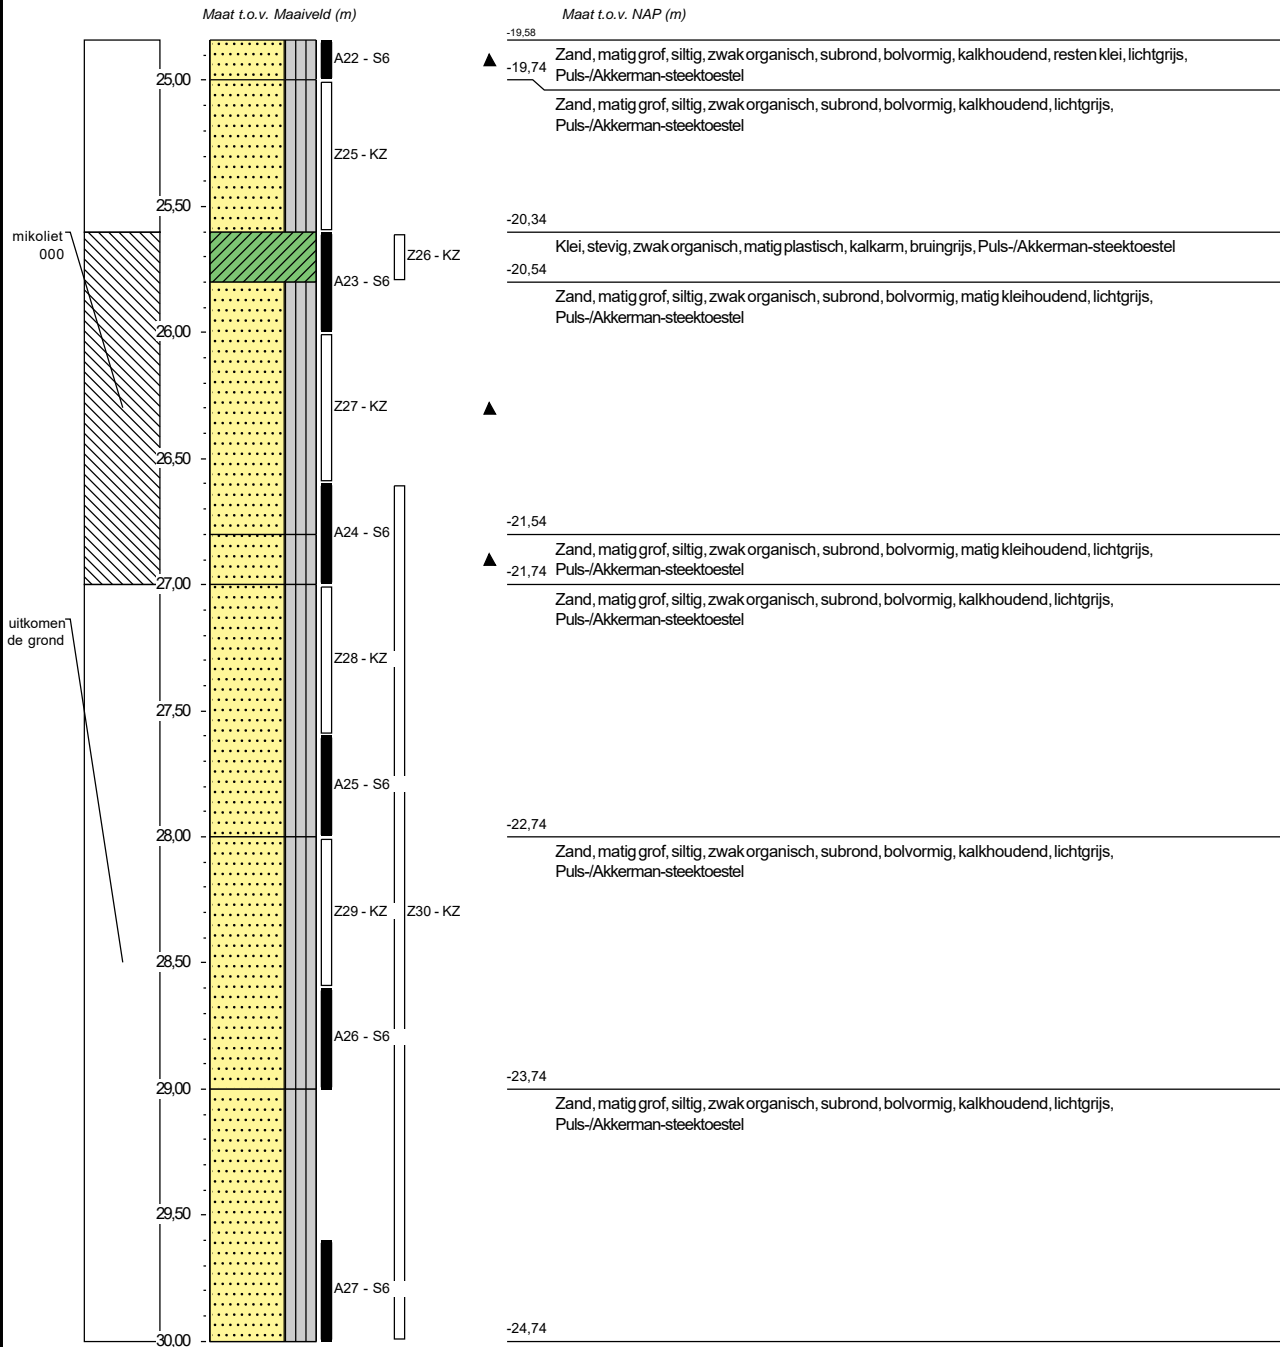 Maat t.o.v. Maaiveld (m)
Maat t.o.v. NAP (m)
-19,58
A22 - S6
Zand, matig grof, siltig, zwak organisch, subrond, bolvormig, kalkhoudend, resten klei, lichtgrijs,
-19,74
Puls-/Akkerman-steektoestel
25,00
Zand, matig grof, siltig, zwak organisch, subrond, bolvormig, kalkhoudend, lichtgrijs,
Puls-/Akkerman-steektoestel
Z25 - KZ
25,50
-20,34
mikoliet
000
Z26 - KZ
Klei, stevig, zwak organisch, matig plastisch, kalkarm, bruingrijs, Puls-/Akkerman-steektoestel
-20,54
A23 - S6
Zand, matig grof, siltig, zwak organisch, subrond, bolvormig, matig kleihoudend, lichtgrijs,
Puls-/Akkerman-steektoestel
26,00
Z27 - KZ
26,50
-21,54
A24 - S6
Zand, matig grof, siltig, zwak organisch, subrond, bolvormig, matig kleihoudend, lichtgrijs,
-21,74
Puls-/Akkerman-steektoestel
27,00
Zand, matig grof, siltig, zwak organisch, subrond, bolvormig, kalkhoudend, lichtgrijs,
Puls-/Akkerman-steektoestel
uitkomen
de grond
Z28 - KZ
27,50
A25 - S6
-22,74
28,00
Zand, matig grof, siltig, zwak organisch, subrond, bolvormig, kalkhoudend, lichtgrijs,
Puls-/Akkerman-steektoestel
Z29 - KZ
Z30 - KZ
28,50
A26 - S6
-23,74
29,00
Zand, matig grof, siltig, zwak organisch, subrond, bolvormig, kalkhoudend, lichtgrijs,
Puls-/Akkerman-steektoestel
29,50
A27 - S6
-24,74
30,00